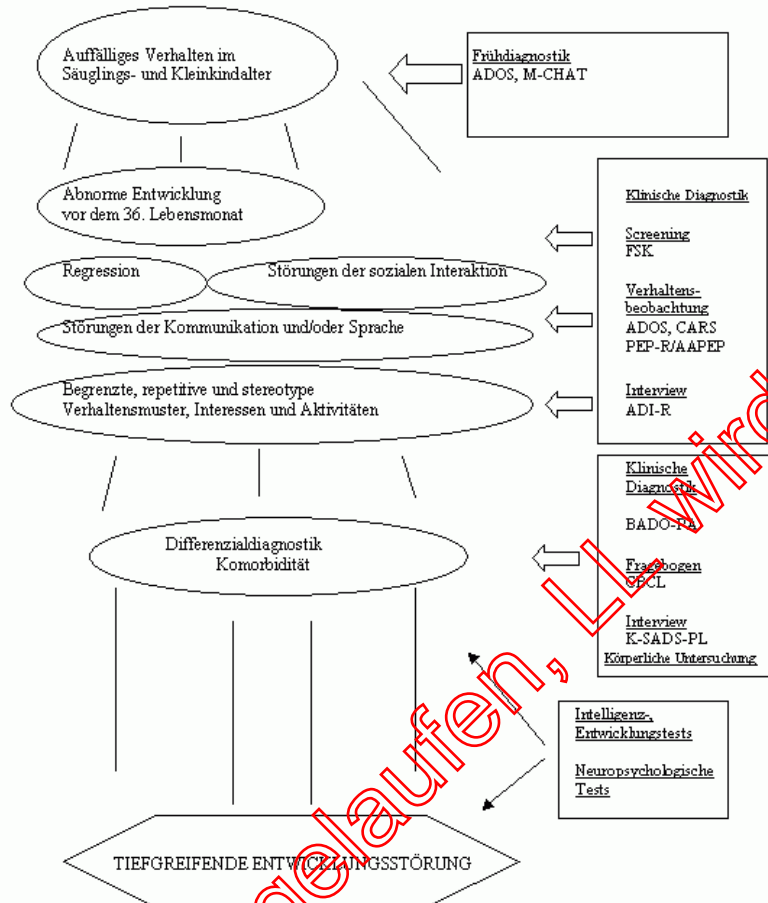 Auffälliges Verhalten im
Säuglings- und Kleinkindalter
Frühdiagnostik
ADOS, M-CHAT
Abnorme Entwicklung
vor dem 36. Lebensmonat
Regression
Störungen der sozialen Interaktion
Störungen der Kommunikation und/oder Sprache
Begrenzte, repetitive und stereotype
Verhaltensmuster, Interessen und Aktivitäten
Klinische Diagnostik
Screening
FSK
Verhaltens-
beobachtung
ADOS, CARS
PEP-R/AAPEP
Interview
ADI-R
Differenzialdiagnostik
Komorbidität
Klinische
Diagnostik
BADO-PA
Fragebogen
CBCL
Interview
K-SADS-PL
Körperliche Untersuchung
Intelligenz-,
Entwicklungstests
Neuropsychologische
Tests
TIEFGREIFENDE ENTWICKLUNGSSTÖRUNG
gelaufen, LL wird